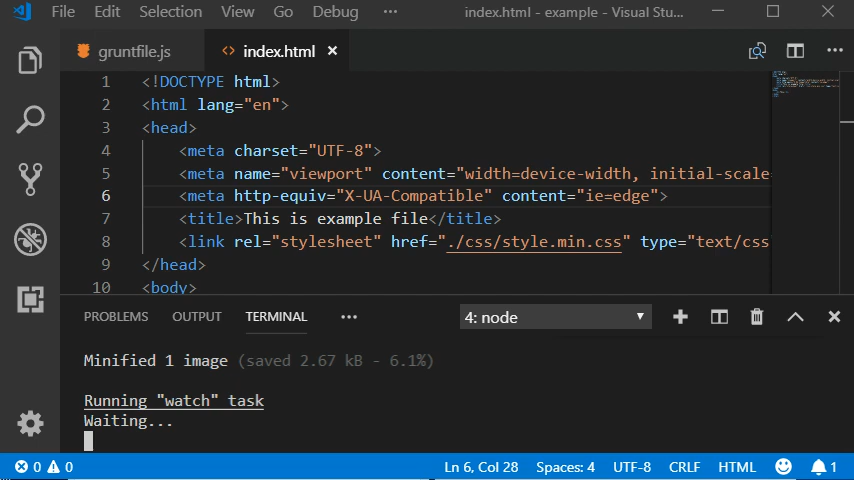 File Edit Selection View Go Debug ··· index.html - example - Visual Stu...
gruntfile.js <> index.html ×
1 <!DOCTYPE html>
2 <html lang="en">
3 <head>
4 <meta charset="UTF-8">
5 <meta name="viewport" content="width=device-width, initial-scale=
6 <meta http-equiv="X-UA-Compatible" content="ie=edge">
7 <title>This is example file</title>
8 <link rel="stylesheet" href="./css/style.min.css" type="text/css"
9 </head>
10 <body>
PROBLEMS OUTPUT TERMINAL ··· 4: node
Minified 1 image (saved 2.67 kB - 6.1%)
Running "watch" task
Waiting...
0 0 Ln 6, Col 28 Spaces: 4 UTF-8 CRLF HTML 1